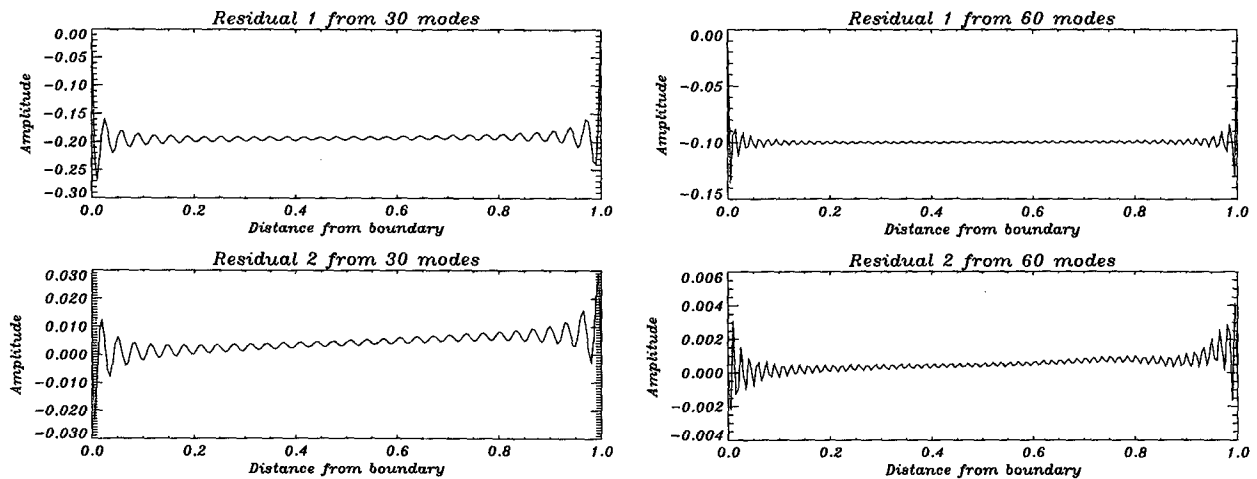 Residual 1 from 30 modes
0.00
-0.05
-0.10
-0.15
-0.20
-0.25
-0.30
Amplitude
0.0 0.2 0.4 0.6 0.8 1.0
Distance from boundary
Residual 1 from 60 modes
0.00
-0.05
-0.10
-0.15
Amplitude
0.0 0.2 0.4 0.6 0.8 1.0
Distance from boundary
Residual 2 from 30 modes
0.030
0.020
0.010
0.000
-0.010
-0.020
-0.030
Amplitude
0.0 0.2 0.4 0.6 0.8 1.0
Distance from boundary
Residual 2 from 60 modes
0.006
0.004
0.002
0.000
-0.002
-0.004
Amplitude
0.0 0.2 0.4 0.6 0.8 1.0
Distance from boundary